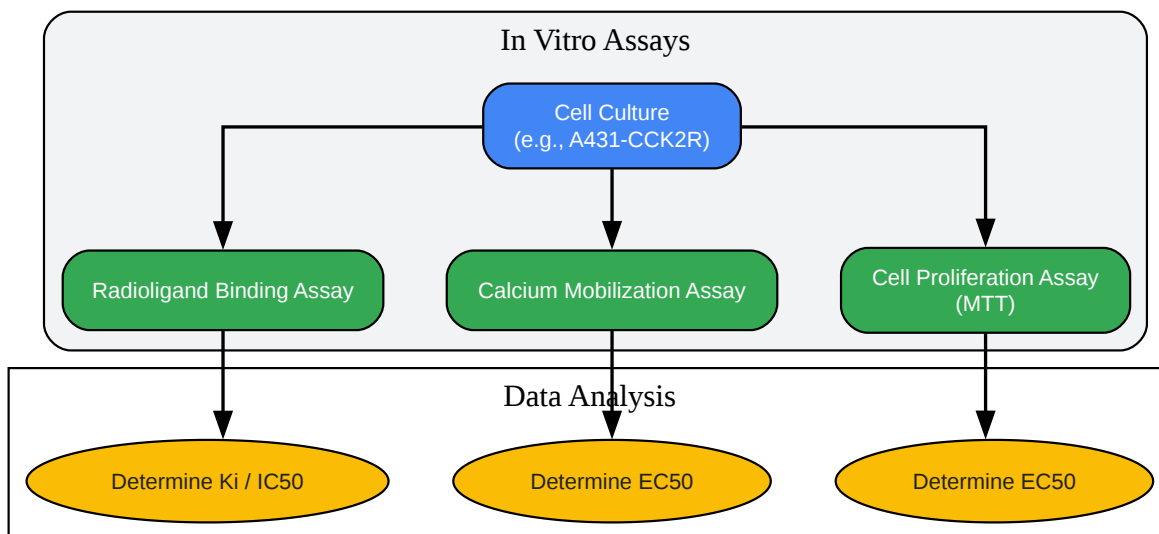 In Vitro Assays
Cell Culture
(e.g., A431-CCK2R)
Radioligand Binding Assay
Calcium Mobilization Assay
Cell Proliferation Assay
(MTT)
Data Analysis
Determine Ki / IC50
Determine EC50
Determine EC50